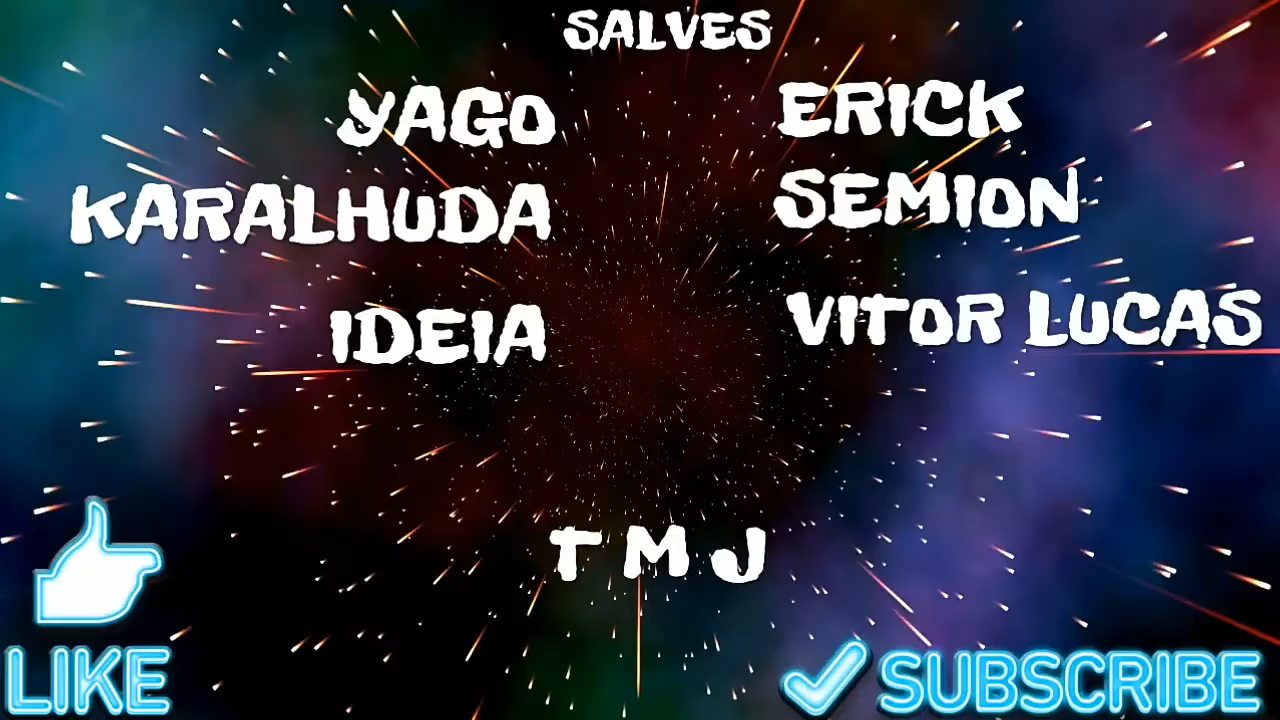 SALVES
YAGO
KARALHUDA
IDEIA
ERICK
SEMION
VITOR LUCAS
T M J
LIKE
SUBSCRIBE